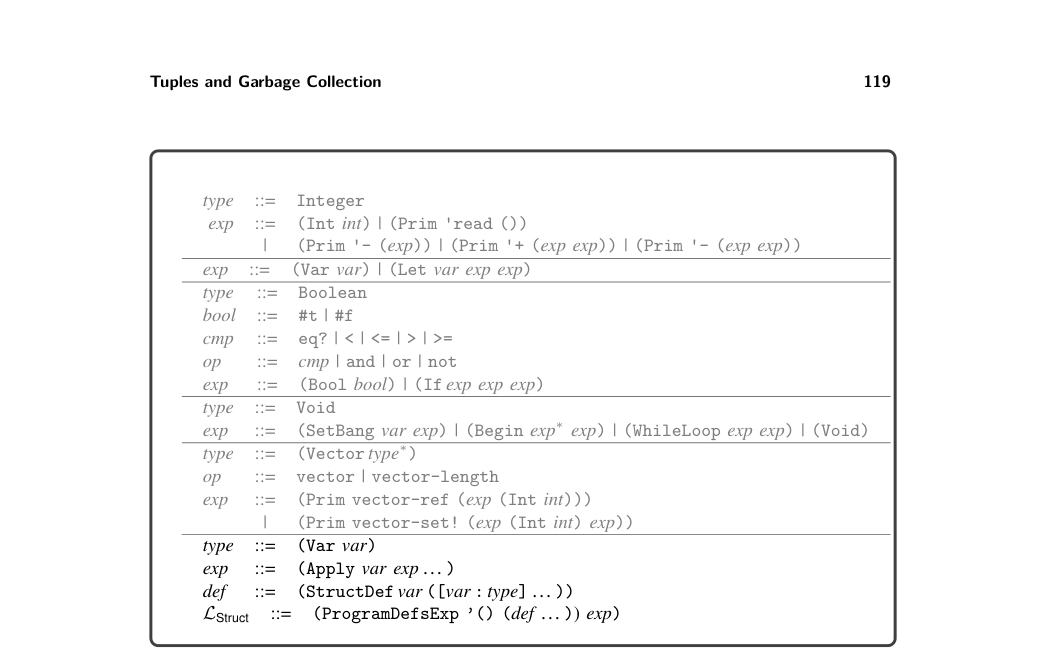 Tuples and Garbage Collection 119
type ::= Integer
exp ::= (Int int) | (Prim 'read ())
| (Prim '- (exp)) | (Prim '+ (exp exp)) | (Prim '- (exp exp))
exp ::= (Var var) | (Let var exp exp)
type ::= Boolean
bool ::= #t | #f
cmp ::= eq? | < | <= | > | >=
op ::= cmp | and | or | not
exp ::= (Bool bool) | (If exp exp exp)
type ::= Void
exp ::= (SetBang var exp) | (Begin exp* exp) | (WhileLoop exp exp) | (Void)
type ::= (Vector type*)
op ::= vector | vector-length
exp ::= (Prim vector-ref (exp (Int int)))
| (Prim vector-set! (exp (Int int) exp))
type ::= (Var var)
exp ::= (Apply var exp ... )
def ::= (StructDef var ([var : type] ... ))
ℒStruct ::= (ProgramDefsExp ’() (def ... )) exp)